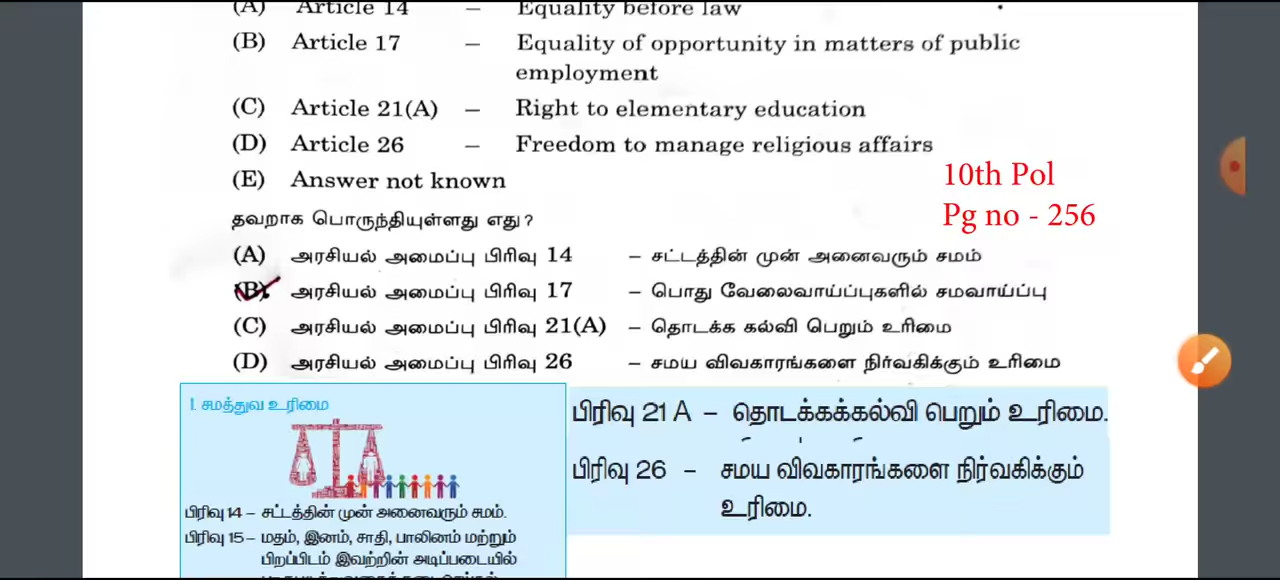 (A) Article 14 – Equality before law
(B) Article 17 – Equality of opportunity in matters of public
employment
(C) Article 21(A) – Right to elementary education
(D) Article 26 – Freedom to manage religious affairs
(E) Answer not known
10th Pol
Pg no - 256
தவறாக பொருந்தியுள்ளது எது?
(A) அரசியல் அமைப்பு பிரிவு 14 – சட்டத்தின் முன் அனைவரும் சமம்
(B) அரசியல் அமைப்பு பிரிவு 17 – பொது வேலைவாய்ப்புகளில் சமவாய்ப்பு
(C) அரசியல் அமைப்பு பிரிவு 21(A) – தொடக்க கல்வி பெறும் உரிமை
(D) அரசியல் அமைப்பு பிரிவு 26 – சமய விவகாரங்களை நிர்வகிக்கும் உரிமை
I. சமத்துவ உரிமை
பிரிவு 14 – சட்டத்தின் முன் அனைவரும் சமம்.
பிரிவு 15 – மதம், இனம், சாதி, பாலினம் மற்றும்
பிறப்பிடம் இவற்றின் அடிப்படையில்
பிரிவு 21 A – தொடக்கக்கல்வி பெறும் உரிமை.
பிரிவு 26 – சமய விவகாரங்களை நிர்வகிக்கும்
உரிமை.